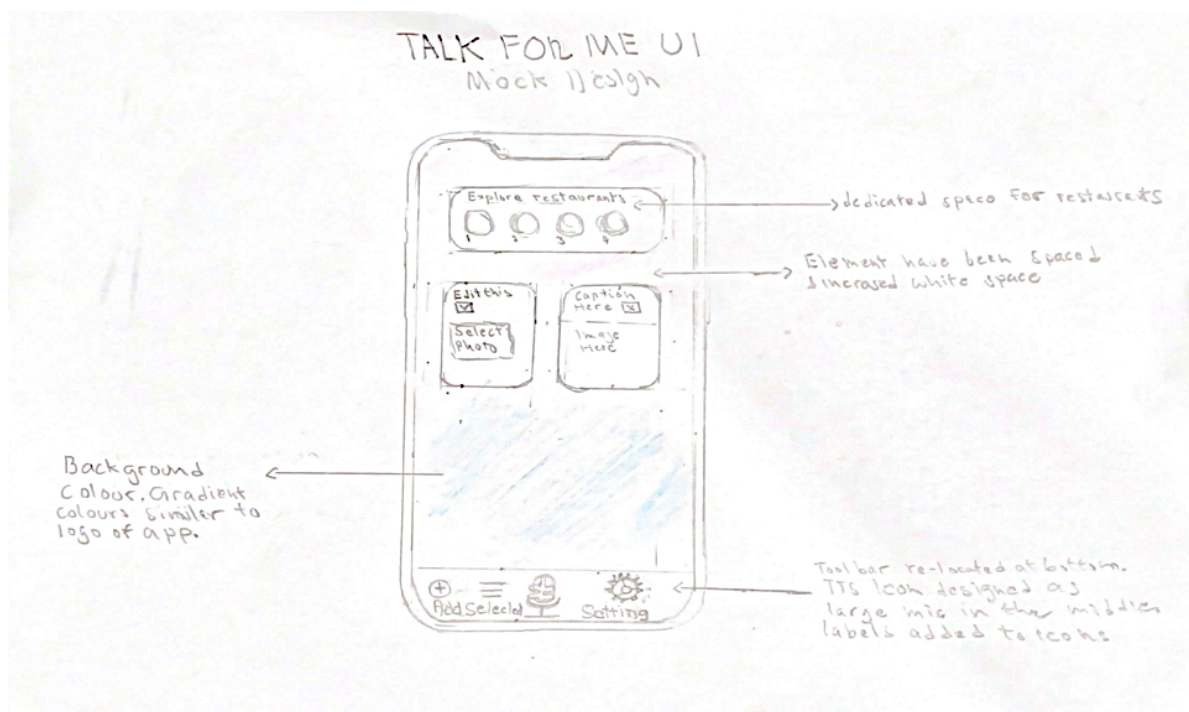 TALK FOR ME UI
Mock Design
Explore restaurants
1 2 3 4
dedicated space for restaurants
Element have been spaced
& incrased white space
Edit this
Select
Photo
Caption
Here
Image
Here
Background
Colour. Gradient
colours similar to
logo of app.
Add Selected Setting
Toolbar re-located at bottom.
TTS Icon designed as
large mic in the middle
labels added to icons